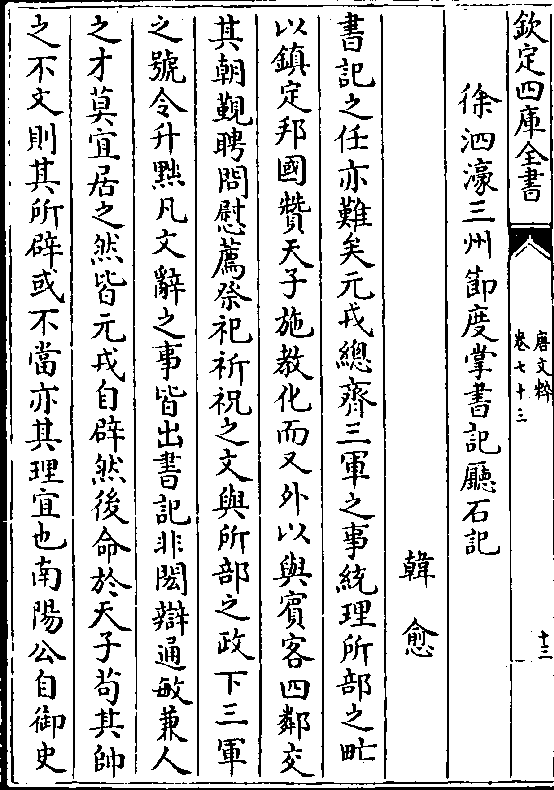 欽定四庫全書
唐文粹
卷七十三
十三
徐泗濠三州節度掌書記廳石記
韓愈
書記之任亦難矣元戎總齊三軍之事統理所部之甿
以鎮定邦國贊天子施教化而又外以與賓客四鄰交
其朝覲聘問慰薦祭祀祈祝之文與所部之政下三軍
之號令升黜凡文辭之事皆出書記非閎辯通敏兼人
之才莫宜居之然皆元戎自辟然後命於天子苟其帥
之不文則其所辟或不當亦其理宜也南陽公自御史